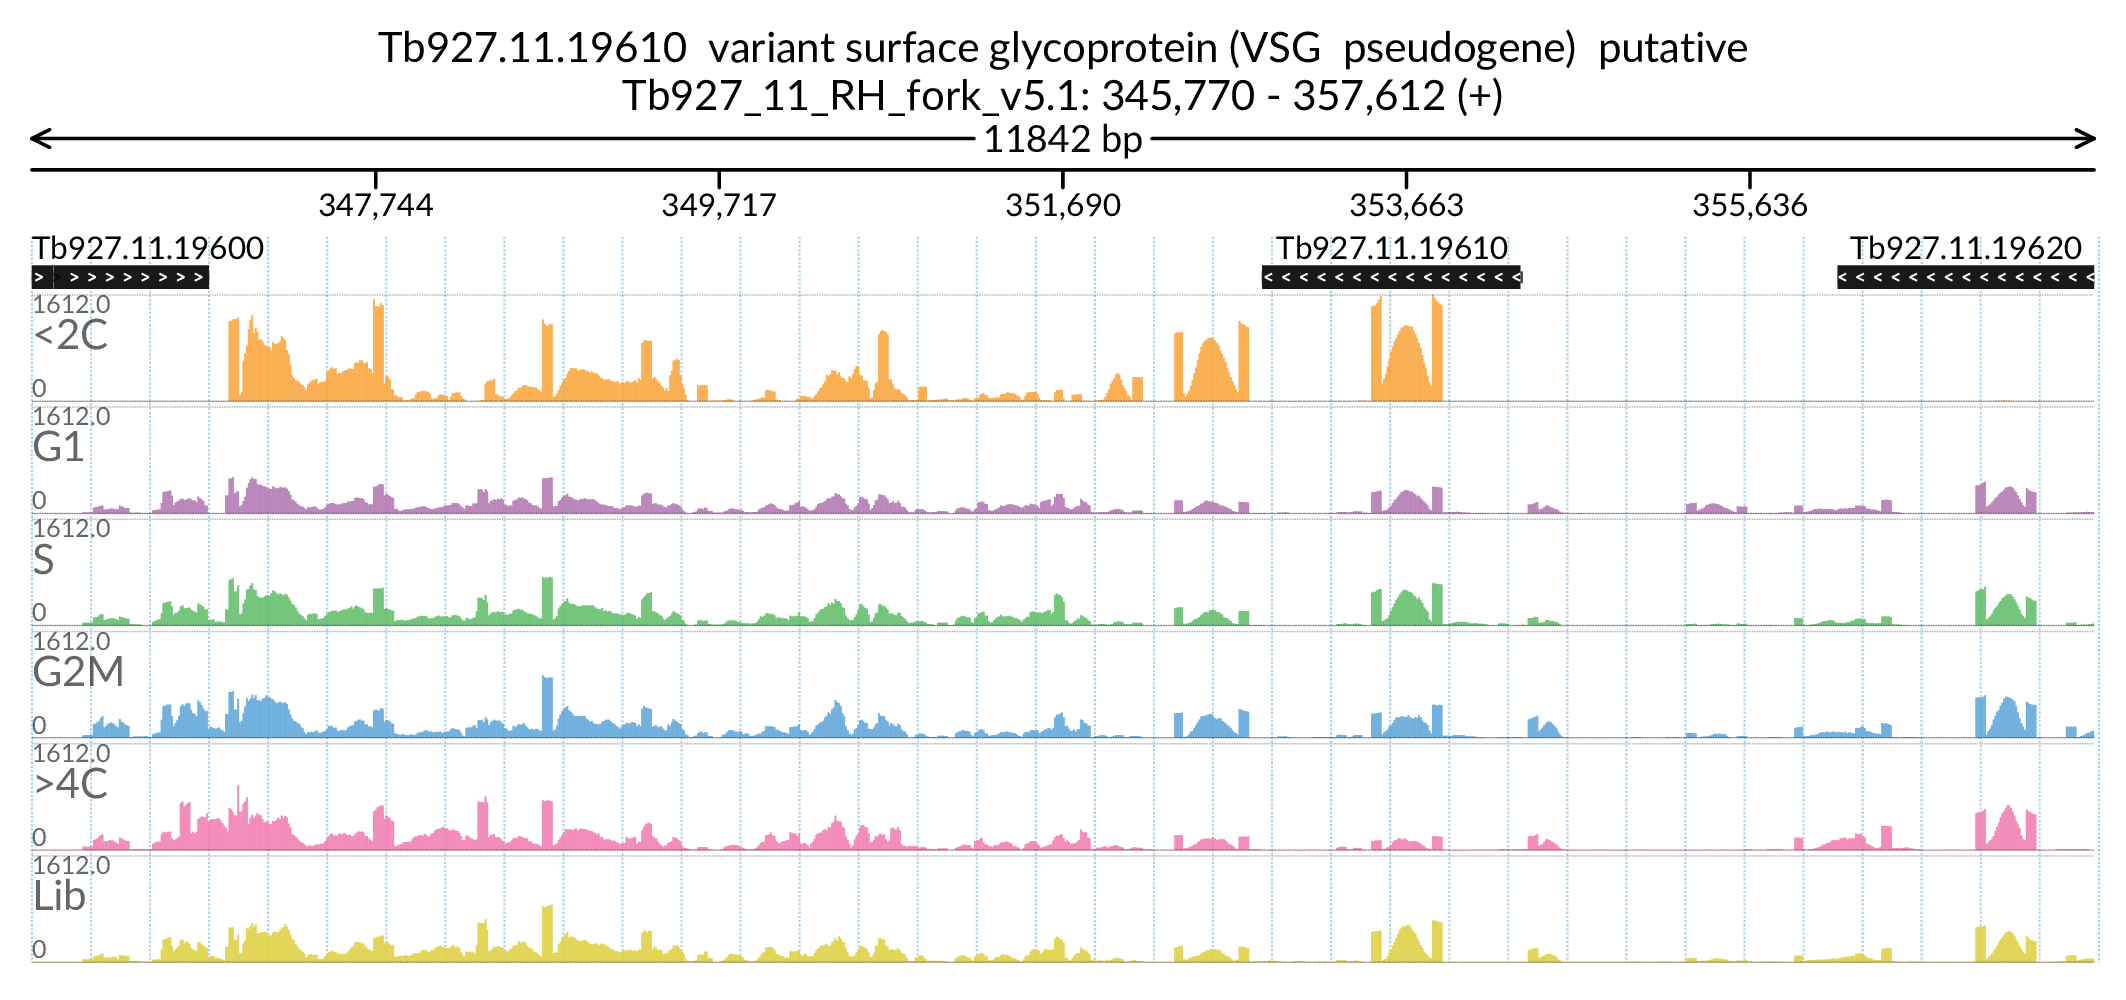 Tb927.11.19610 variant surface glycoprotein (VSG pseudogene) putative
Tb927_11_RH_fork_v5.1: 345,770 - 357,612 (+)
11842 bp
347,744 349,717 351,690 353,663 355,636
Tb927.11.19600 Tb927.11.19610 Tb927.11.19620
1612.0
<2C
0
1612.0
G1
0
1612.0
S
0
1612.0
G2M
0
1612.0
>4C
0
1612.0
Lib
0